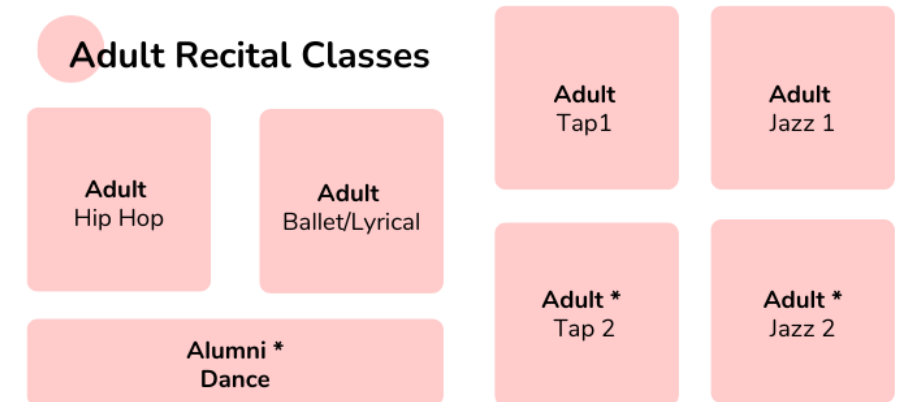 Adult Recital Classes
Adult
Hip Hop
Adult
Ballet/Lyrical
Alumni *
Dance
Adult
Tap1
Adult
Jazz 1
Adult *
Tap 2
Adult *
Jazz 2